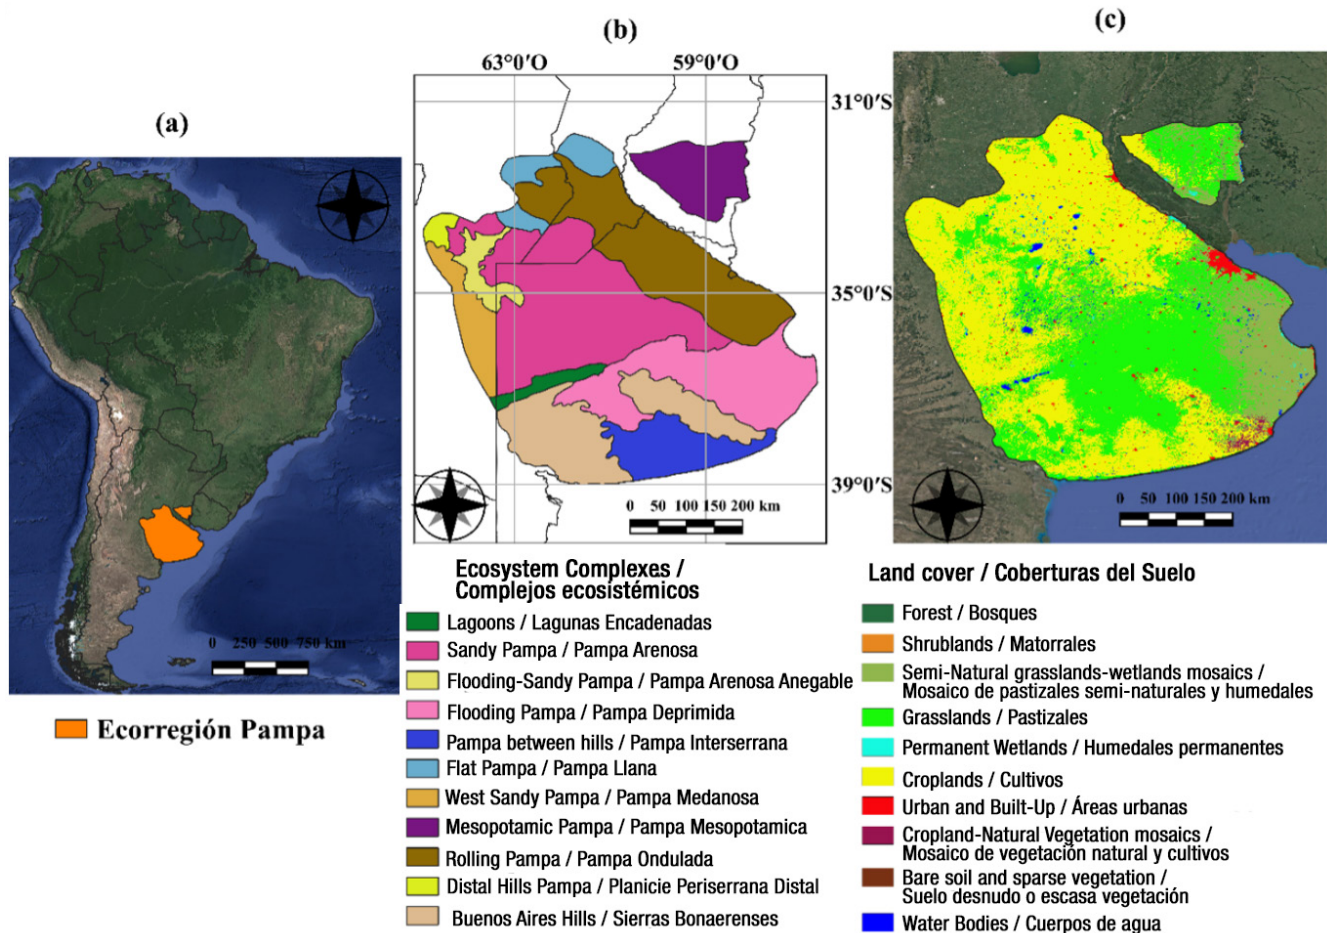 (a)
0 250 500 750 km
Ecorregión Pampa
(b)
63°0'O 59°0'O
31°0'S
35°0'S
39°0'S
0 50 100 150 200 km
Ecosystem Complexes /
Complejos ecosistémicos
Lagoons / Lagunas Encadenadas
Sandy Pampa / Pampa Arenosa
Flooding-Sandy Pampa / Pampa Arenosa Anegable
Flooding Pampa / Pampa Deprimida
Pampa between hills / Pampa Interserrana
Flat Pampa / Pampa Llana
West Sandy Pampa / Pampa Medanosa
Mesopotamic Pampa / Pampa Mesopotamica
Rolling Pampa / Pampa Ondulada
Distal Hills Pampa / Planicie Periserrana Distal
Buenos Aires Hills / Sierras Bonaerenses
(c)
0 50 100 150 200 km
Land cover / Coberturas del Suelo
Forest / Bosques
Shrublands / Matorrales
Semi-Natural grasslands-wetlands mosaics /
Mosaico de pastizales semi-naturales y humedales
Grasslands / Pastizales
Permanent Wetlands / Humedales permanentes
Croplands / Cultivos
Urban and Built-Up / Áreas urbanas
Cropland-Natural Vegetation mosaics /
Mosaico de vegetación natural y cultivos
Bare soil and sparse vegetation /
Suelo desnudo o escasa vegetación
Water Bodies / Cuerpos de agua